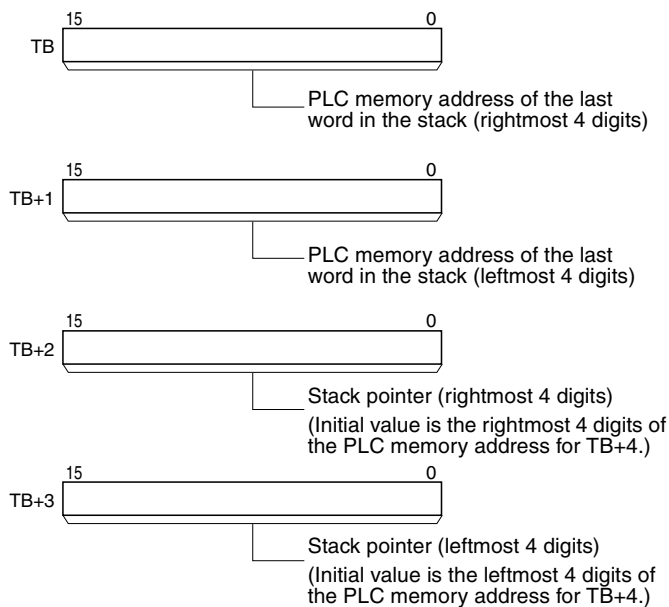 15 0
TB
PLC memory address of the last
word in the stack (rightmost 4 digits)
15 0
TB+1
PLC memory address of the last
word in the stack (leftmost 4 digits)
15 0
TB+2
Stack pointer (rightmost 4 digits)
(Initial value is the rightmost 4 digits of
the PLC memory address for TB+4.)
15 0
TB+3
Stack pointer (leftmost 4 digits)
(Initial value is the leftmost 4 digits of
the PLC memory address for TB+4.)